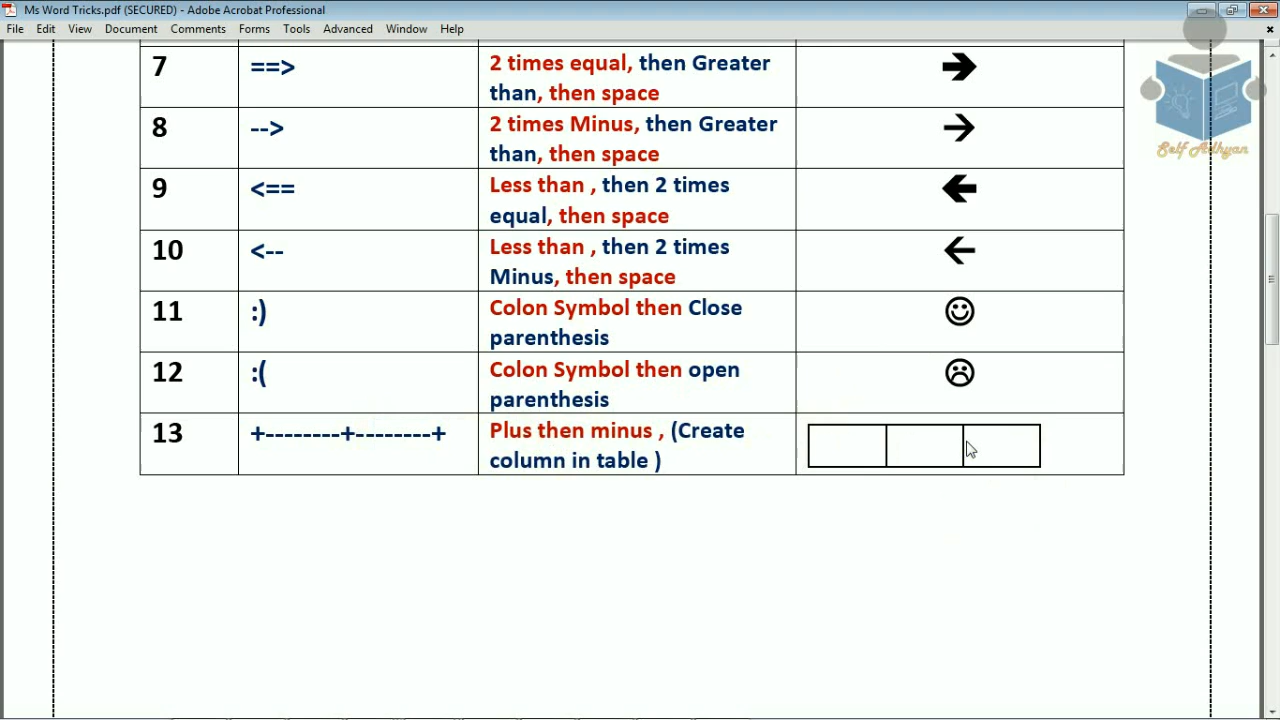 Ms Word Tricks.pdf (SECURED) - Adobe Acrobat Professional
File Edit View Document Comments Forms Tools Advanced Window Help
7 ==> 2 times equal, then Greater
than, then space
8 --> 2 times Minus, then Greater
than, then space
9 <== Less than , then 2 times
equal, then space
10 <-- Less than , then 2 times
Minus, then space
11 :) Colon Symbol then Close
parenthesis
12 :( Colon Symbol then open
parenthesis
13 +--------+--------+ Plus then minus , (Create
column in table )
Self Adhyan